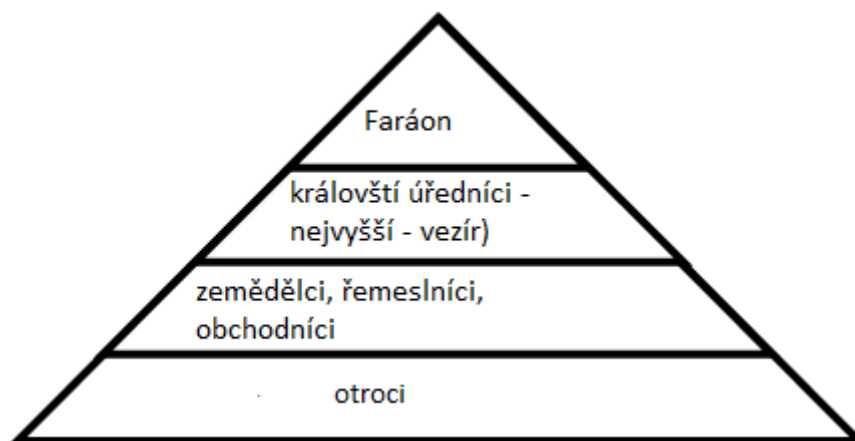 Faráon
královští úředníci -
nejvyšší - vezír)
zemědělci, řemeslníci,
obchodníci
otroci